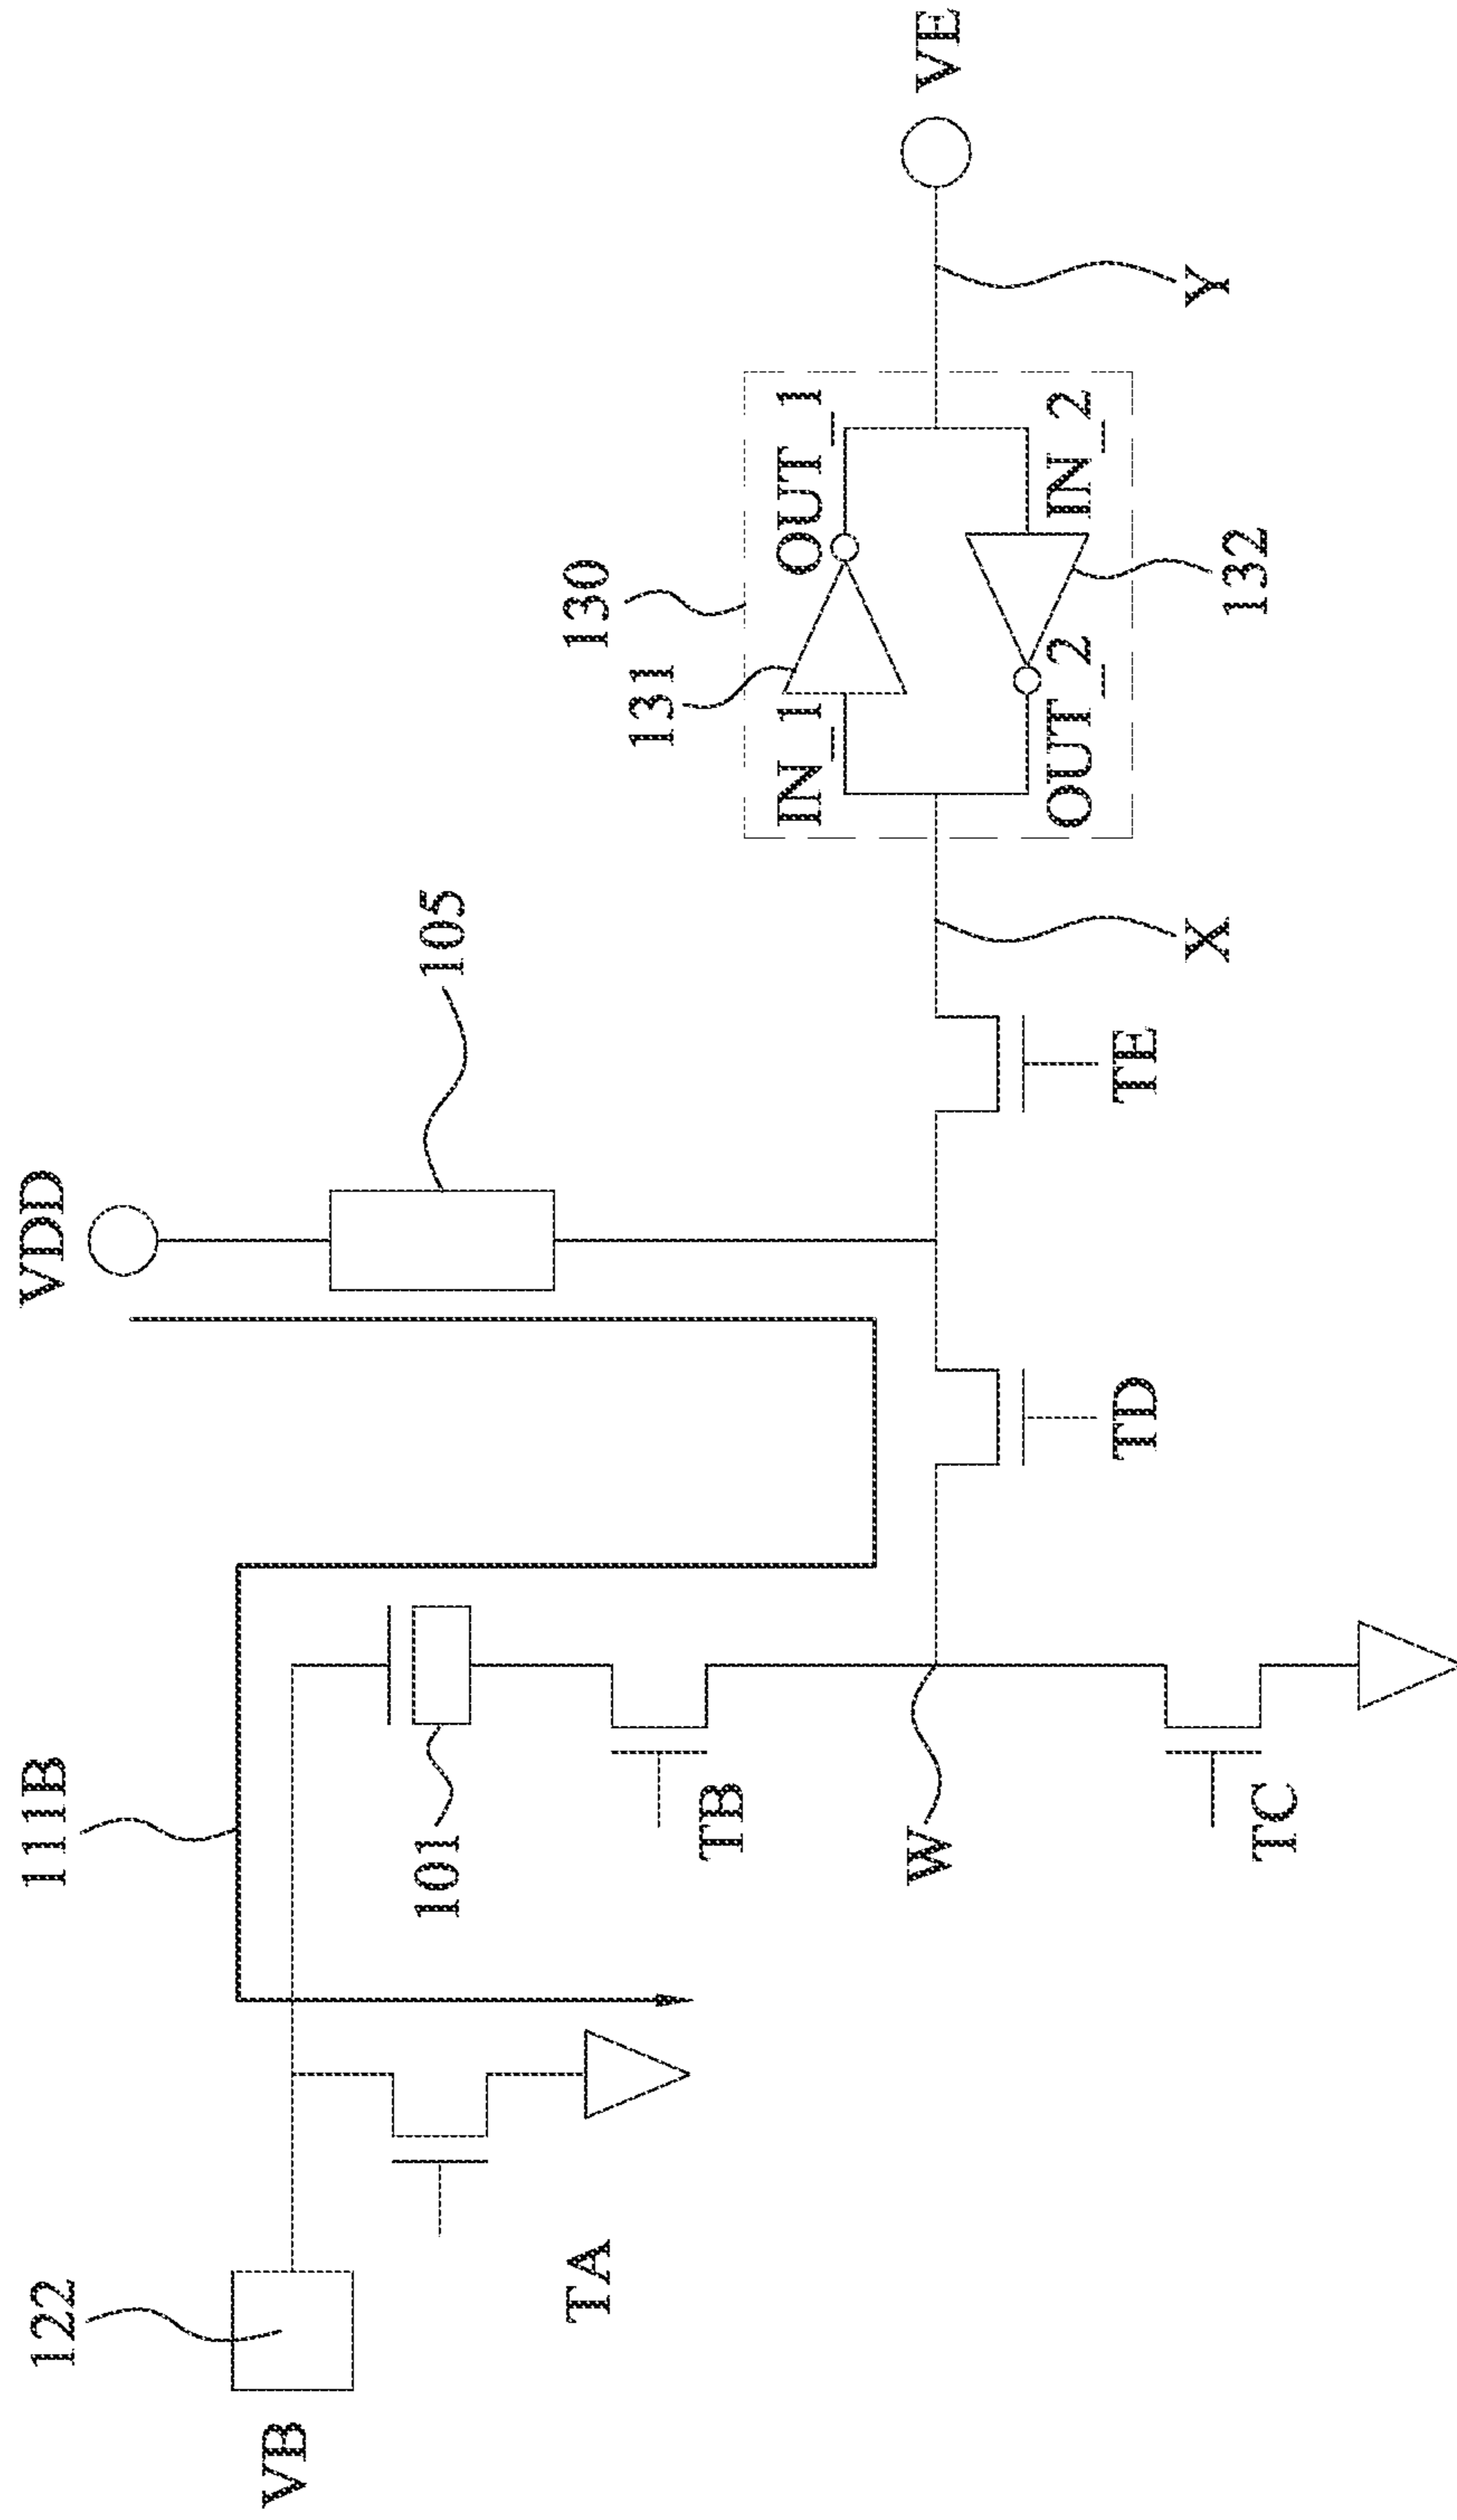 VDD
105
111B
122
VB
101
TA
TB
W
TC
TD
TE
X
130
131
IN_1
OUT_1
OUT_2
IN_2
132
Y
VE